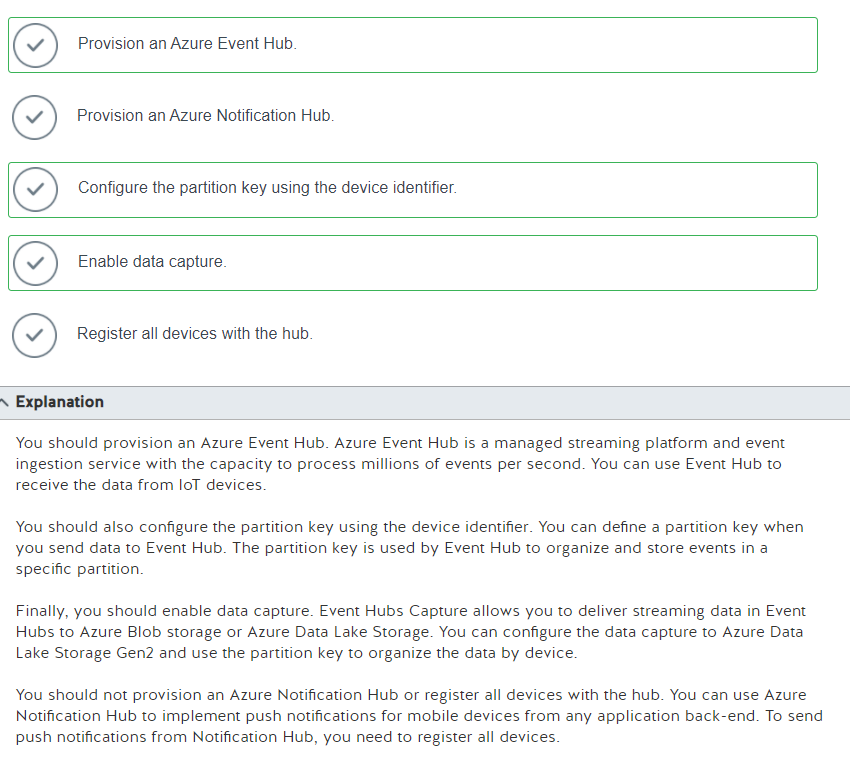 Provision an Azure Event Hub.
Provision an Azure Notification Hub.
Configure the partition key using the device identifier.
Enable data capture.
Register all devices with the hub.
Explanation
You should provision an Azure Event Hub. Azure Event Hub is a managed streaming platform and event
ingestion service with the capacity to process millions of events per second. You can use Event Hub to
receive the data from IoT devices.
You should also configure the partition key using the device identifier. You can define a partition key when
you send data to Event Hub. The partition key is used by Event Hub to organize and store events in a
specific partition.
Finally, you should enable data capture. Event Hubs Capture allows you to deliver streaming data in Event
Hubs to Azure Blob storage or Azure Data Lake Storage. You can configure the data capture to Azure Data
Lake Storage Gen2 and use the partition key to organize the data by device.
You should not provision an Azure Notification Hub or register all devices with the hub. You can use Azure
Notification Hub to implement push notifications for mobile devices from any application back-end. To send
push notifications from Notification Hub, you need to register all devices.